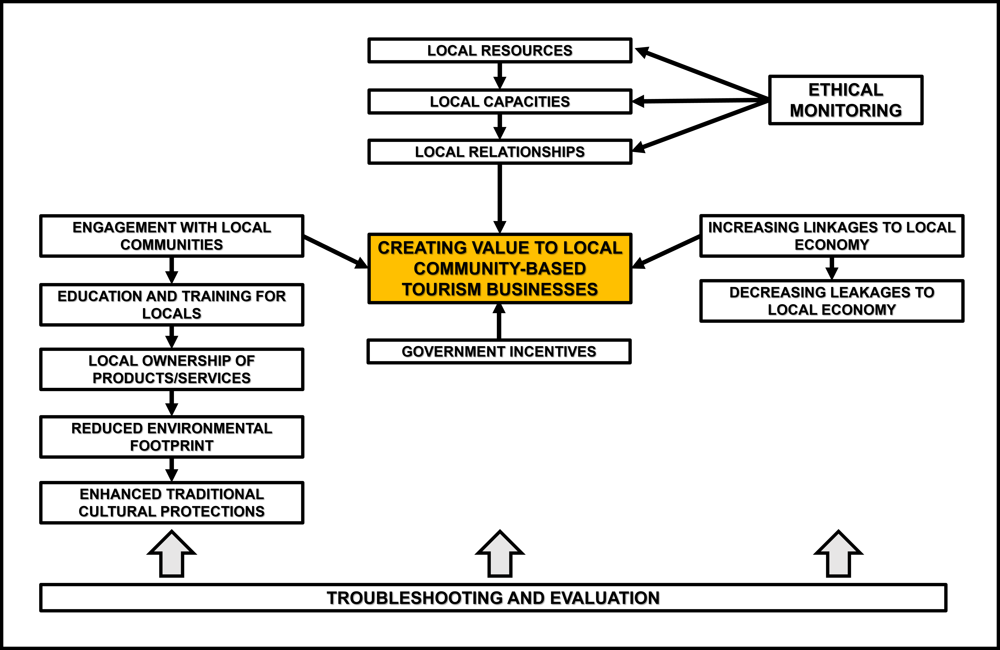 LOCAL RESOURCES
LOCAL CAPACITIES
ETHICAL
MONITORING
LOCAL RELATIONSHIPS
ENGAGEMENT WITH LOCAL
COMMUNITIES
EDUCATION AND TRAINING FOR
LOCALS
LOCAL OWNERSHIP OF
PRODUCTS/SERVICES
REDUCED ENVIRONMENTAL
FOOTPRINT
ENHANCED TRADITIONAL
CULTURAL PROTECTIONS
CREATING VALUE TO LOCAL
COMMUNITY-BASED
TOURISM BUSINESSES
GOVERNMENT INCENTIVES
INCREASING LINKAGES TO LOCAL
ECONOMY
DECREASING LEAKAGES TO
LOCAL ECONOMY
TROUBLESHOOTING AND EVALUATION